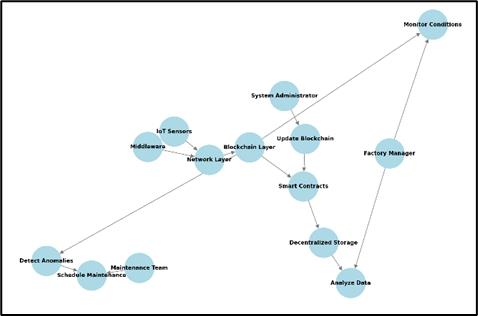 Monitor Conditions
System Administrator
IoT Sensors
Update Blockchain
Middleware
Blockchain Layer
Network Layer
Factory Manager
Smart Contracts
Decentralized Storage
Detect Anomalies
Maintenance Team
Schedule Maintenance
Analyze Data